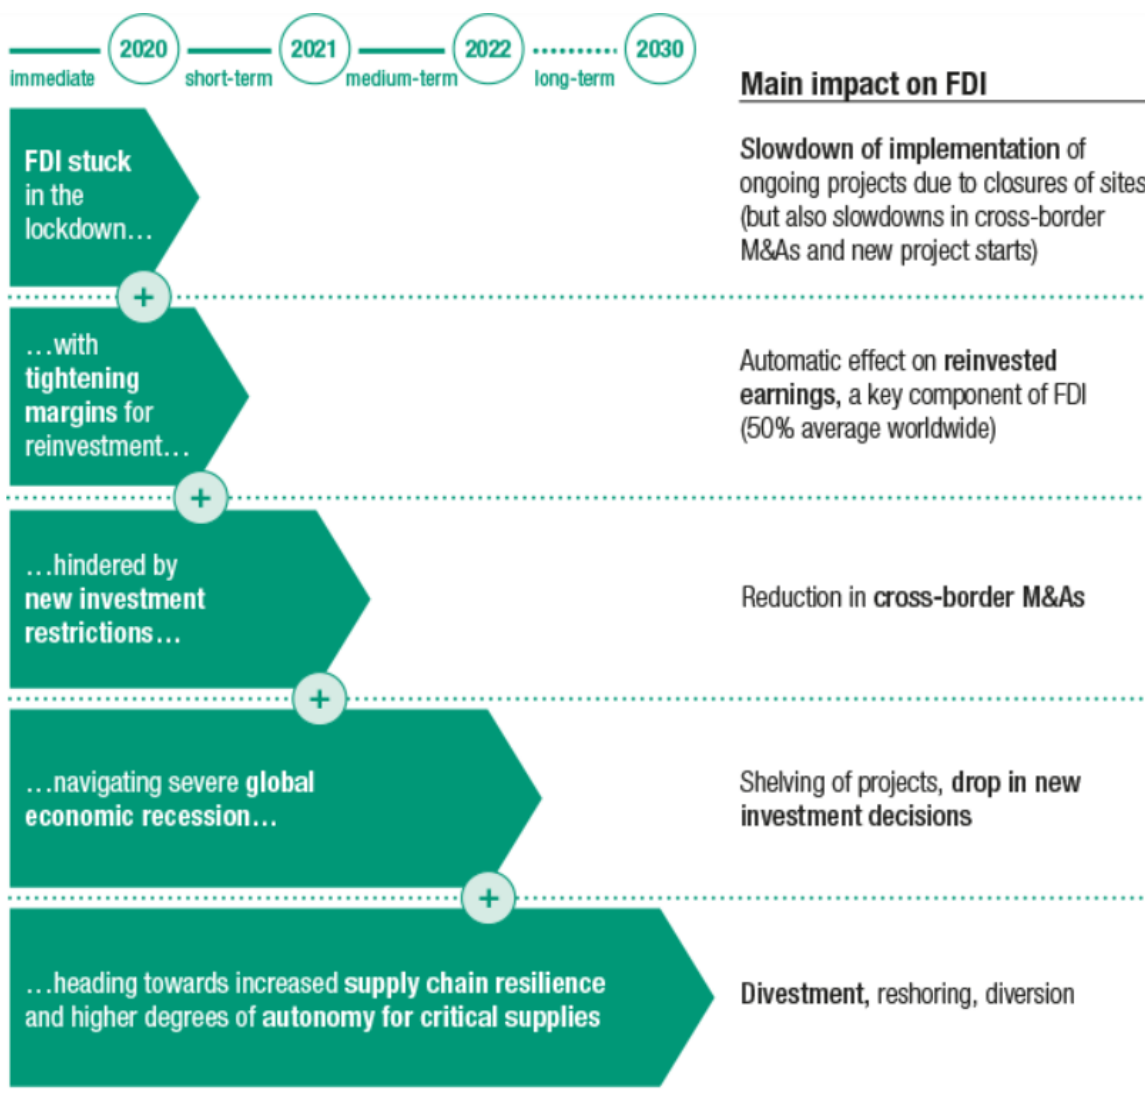 2020 2021 2022 2030
immediate short-term medium-term long-term
Main impact on FDI
FDI stuck
in the
lockdown...
Slowdown of implementation of
ongoing projects due to closures of sites
(but also slowdowns in cross-border
M&As and new project starts)
+
...with
tightening
margins for
reinvestment...
Automatic effect on reinvested
earnings, a key component of FDI
(50% average worldwide)
+
...hindered by
new investment
restrictions...
Reduction in cross-border M&As
+
...navigating severe global
economic recession...
Shelving of projects, drop in new
investment decisions
+
...heading towards increased supply chain resilience
and higher degrees of autonomy for critical supplies
Divestment, reshoring, diversion